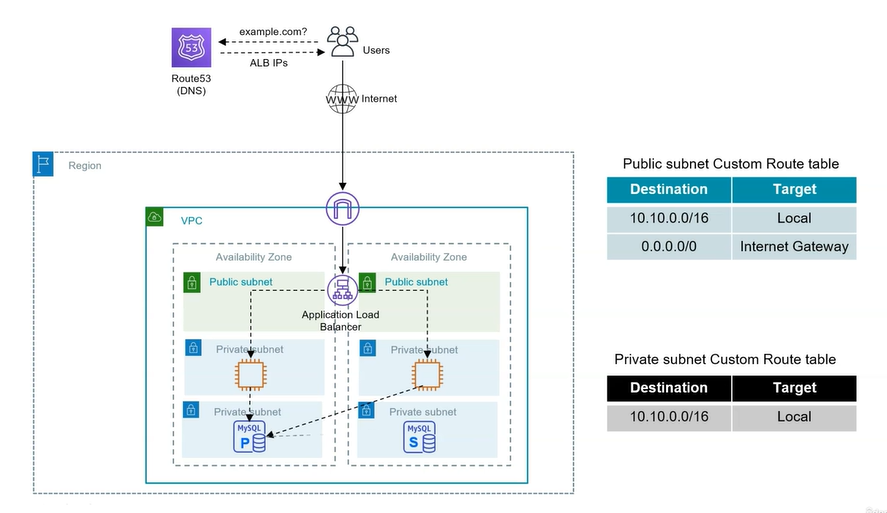 example.com?
53
Users
ALB IPs
Route53
(DNS)
WWW
Internet
Region
VPC
Availability Zone
Availability Zone
Public subnet
Public subnet
Application Load
Balancer
Private subnet
Private subnet
Private subnet
Private subnet
MySQL
P
MySQL
S
Public subnet Custom Route table
Destination Target
10.10.0.0/16 Local
0.0.0.0/0 Internet Gateway
Private subnet Custom Route table
Destination Target
10.10.0.0/16 Local